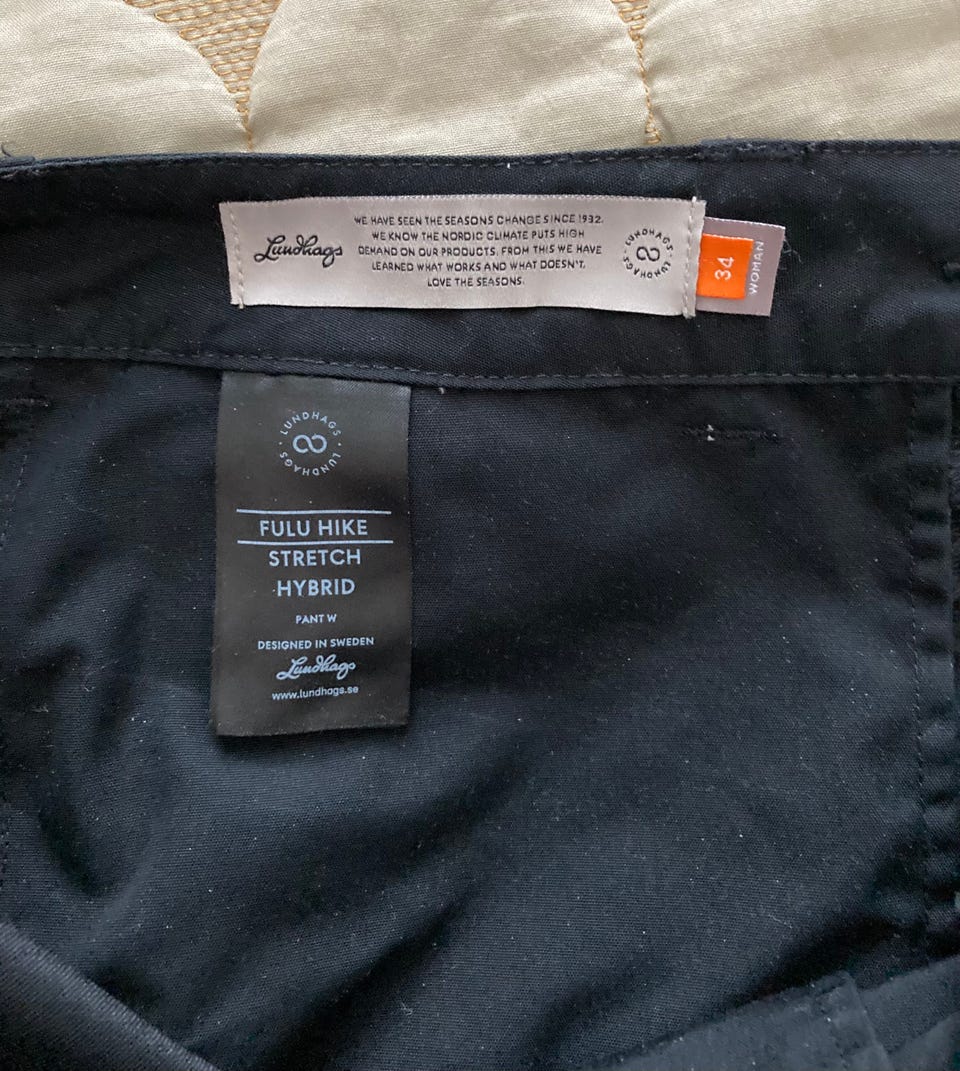 Lundhags
WE HAVE SEEN THE SEASONS CHANGE SINCE 1932.
WE KNOW THE NORDIC CLIMATE PUTS HIGH
DEMAND ON OUR PRODUCTS. FROM THIS WE HAVE
LEARNED WHAT WORKS AND WHAT DOESN'T.
LOVE THE SEASONS.
LUNDHAGS · LUNDHAGS ·
34
WOMAN
LUNDHAGS · LUNDHAGS ·
FULU HIKE
STRETCH
HYBRID
PANT W
DESIGNED IN SWEDEN
Lundhags
www.lundhags.se